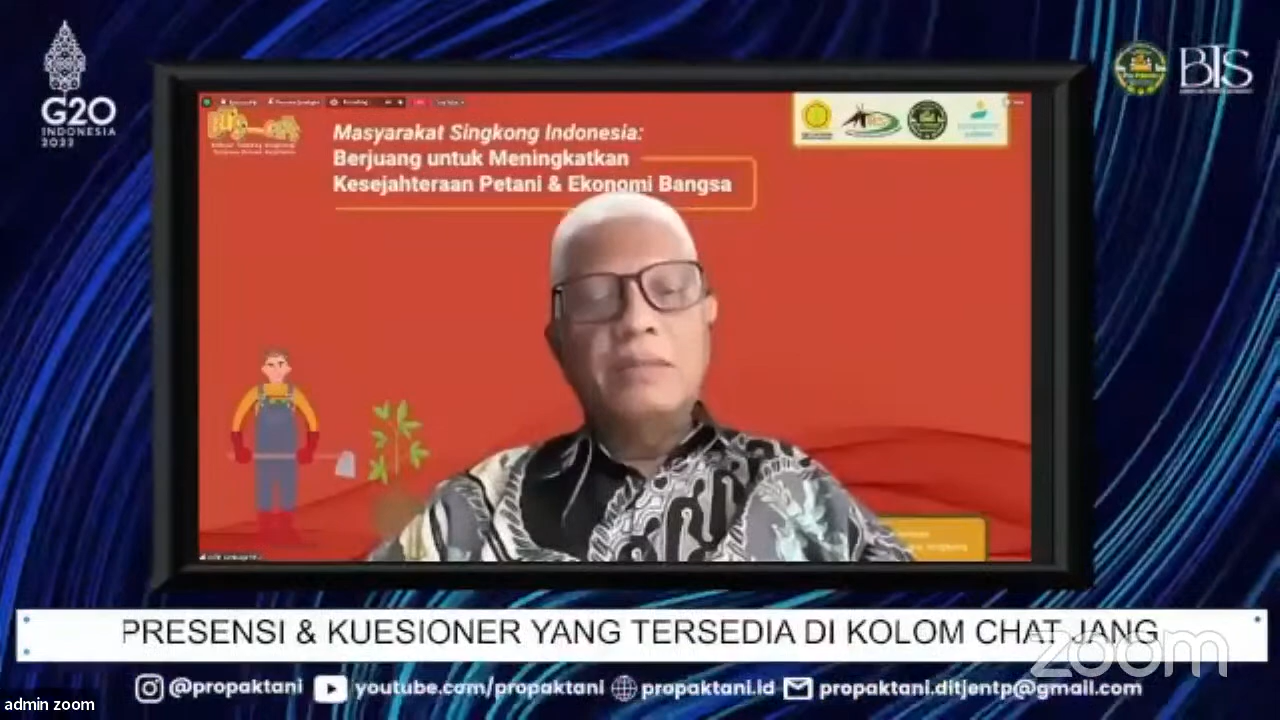 G20
INDONESIA
2022
BTS
Masyarakat Singkong Indonesia:
Berjuang untuk Meningkatkan
Kesejahteraan Petani & Ekonomi Bangsa
PRESENSI & KUESIONER YANG TERSEDIA DI KOLOM CHAT JANG
zoom
@propaktani
youtube.com/propaktani
propaktani.id
propaktani.ditjentp@gmail.com
admin zoom